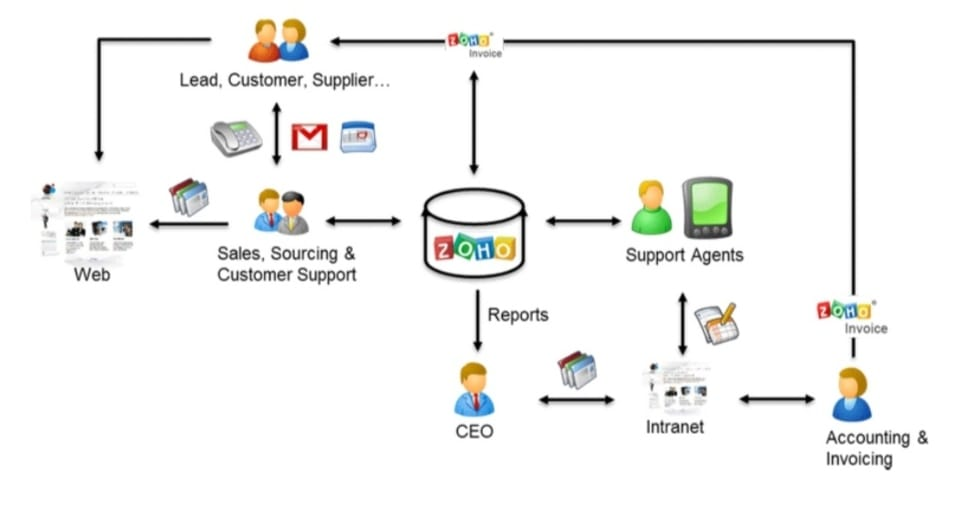 ZOHO
Invoice
Lead, Customer, Supplier...
Web
Sales, Sourcing &
Customer Support
ZOHO
Support Agents
Reports
ZOHO
Invoice
CEO
Intranet
Accounting &
Invoicing